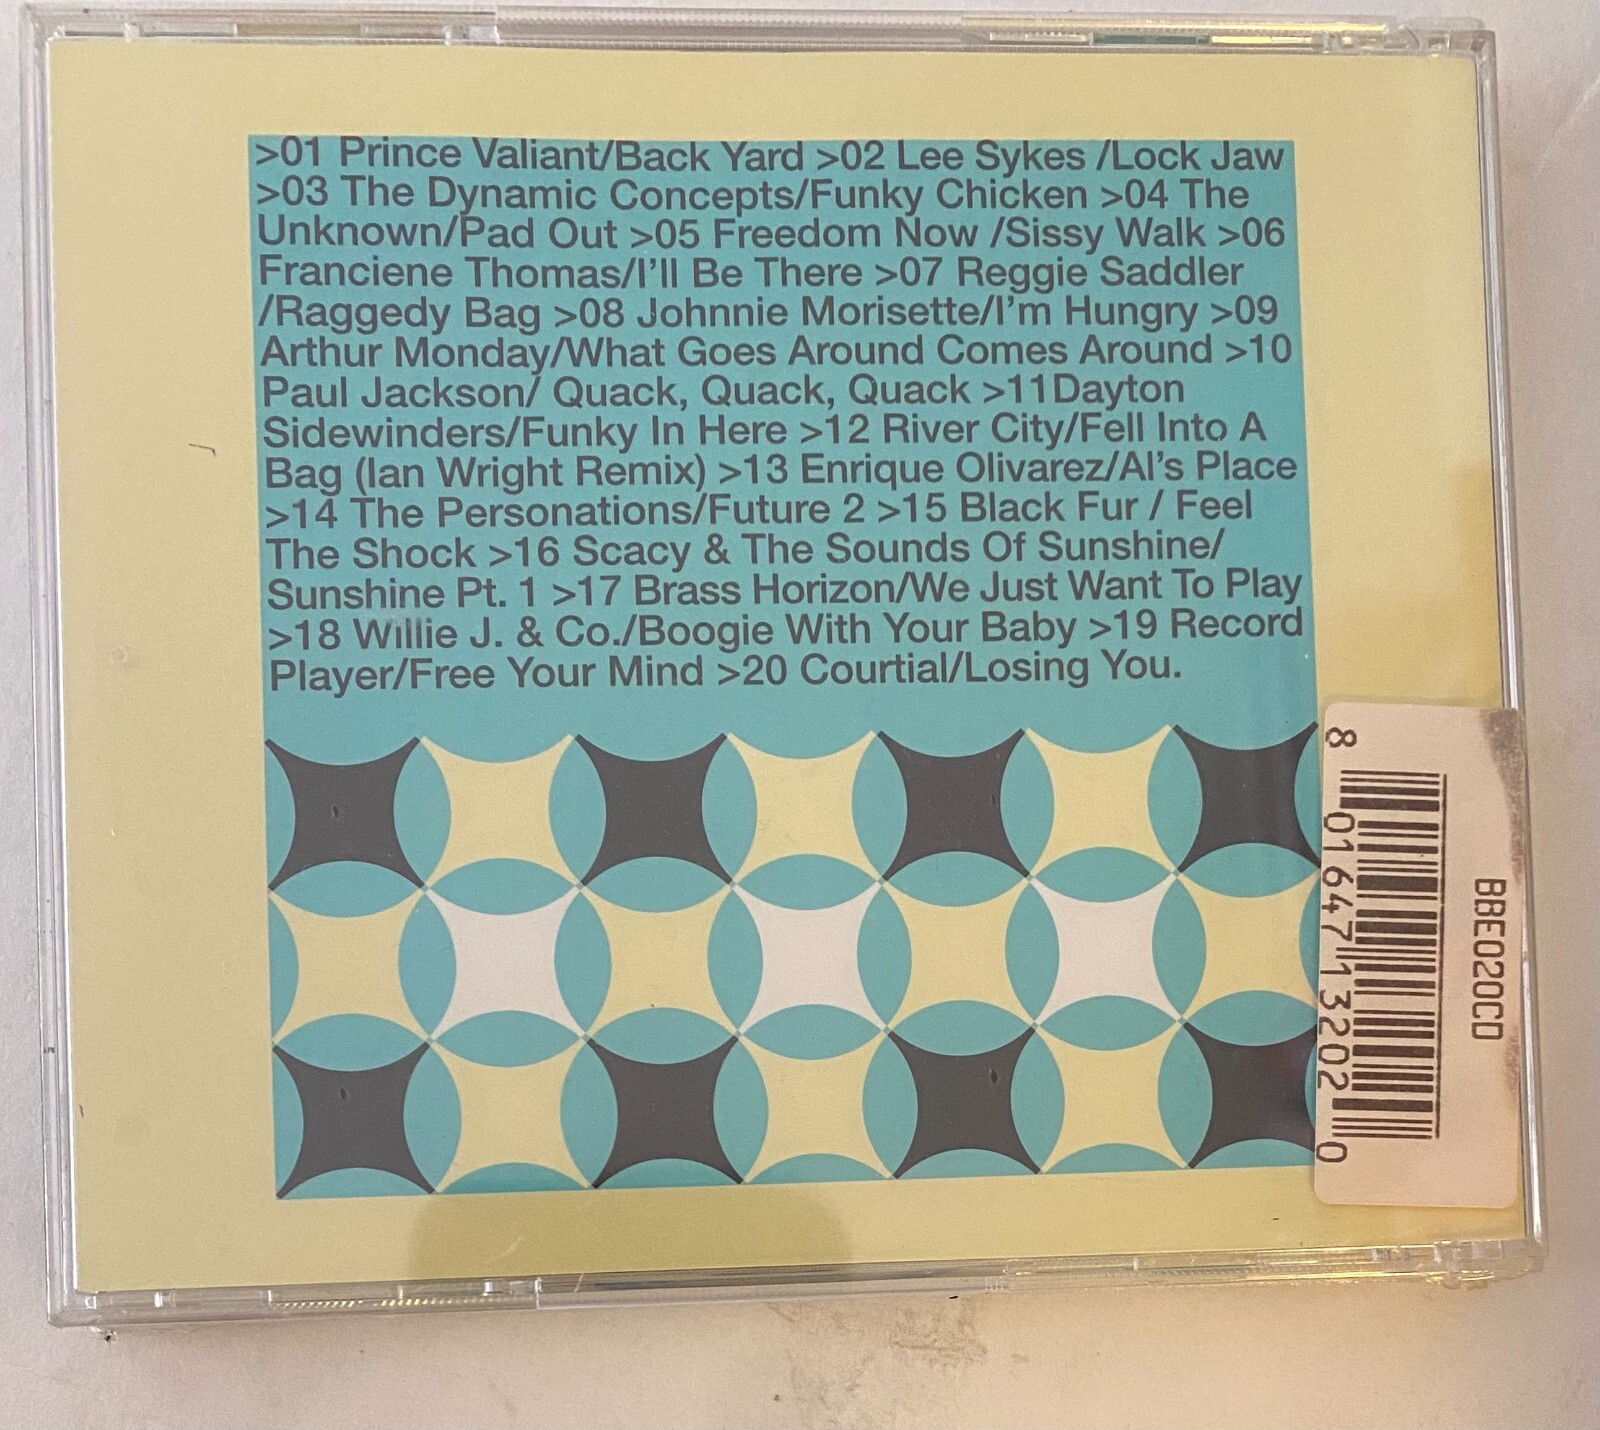 >01 Prince Valiant/Back Yard >02 Lee Sykes /Lock Jaw
>03 The Dynamic Concepts/Funky Chicken >04 The
Unknown/Pad Out >05 Freedom Now /Sissy Walk >06
Franciene Thomas/I'll Be There >07 Reggie Saddler
/Raggedy Bag >08 Johnnie Morisette/I'm Hungry >09
Arthur Monday/What Goes Around Comes Around >10
Paul Jackson/ Quack, Quack, Quack >11Dayton
Sidewinders/Funky In Here >12 River City/Fell Into A
Bag (Ian Wright Remix) >13 Enrique Olivarez/Al's Place
>14 The Personations/Future 2 >15 Black Fur / Feel
The Shock >16 Scacy & The Sounds Of Sunshine/
Sunshine Pt. 1 >17 Brass Horizon/We Just Want To Play
>18 Willie J. & Co./Boogie With Your Baby >19 Record
Player/Free Your Mind >20 Courtial/Losing You.
BBE020CD
8 01647 13202 0